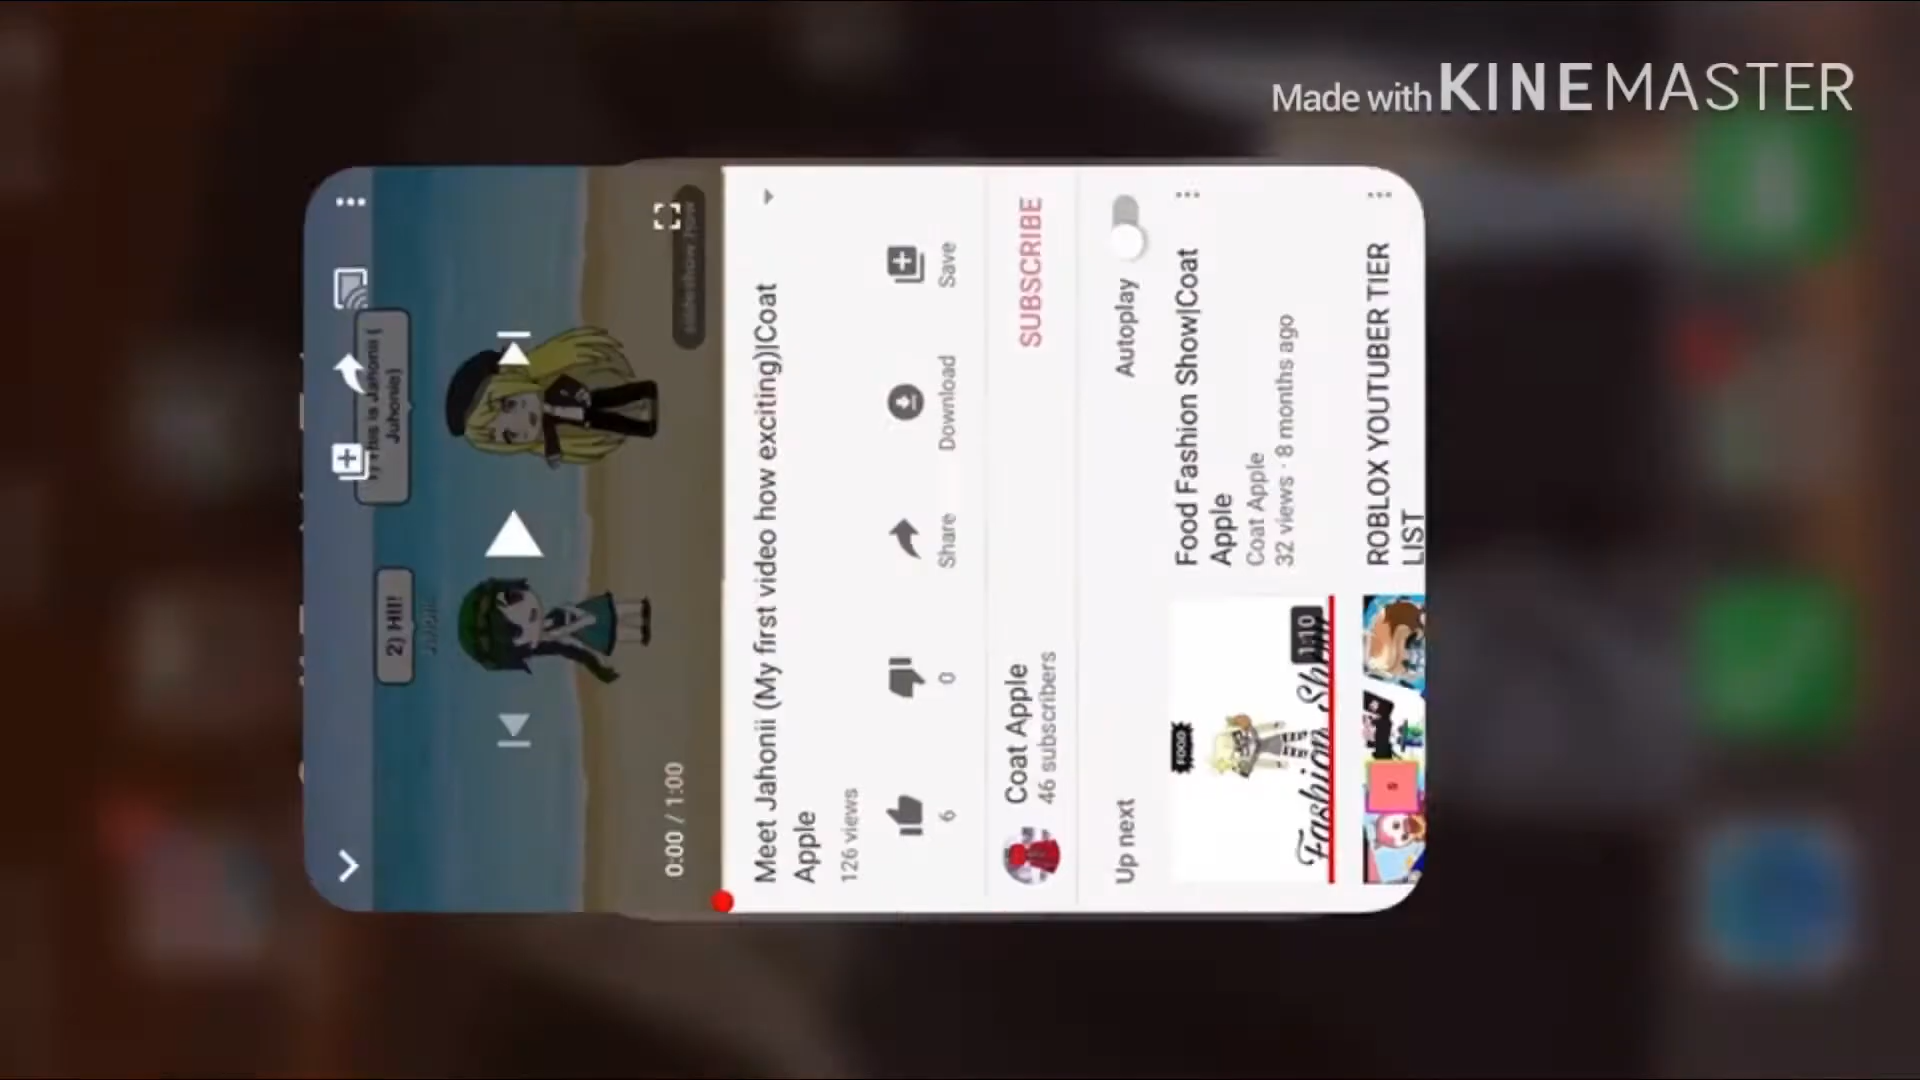 Made with KINEMASTER
2) HI!!
Juhonie)
0:00 / 1:00
Meet Jahonii (My first video how exciting)|Coat
Apple
126 views
6
0
Share
Download
Save
Coat Apple
46 subscribers
SUBSCRIBE
Up next
Autoplay
FOOD
Fashion Show
1:10
Food Fashion Show|Coat
Apple
Coat Apple
32 views · 8 months ago
ROBLOX YOUTUBER TIER
LIST
S